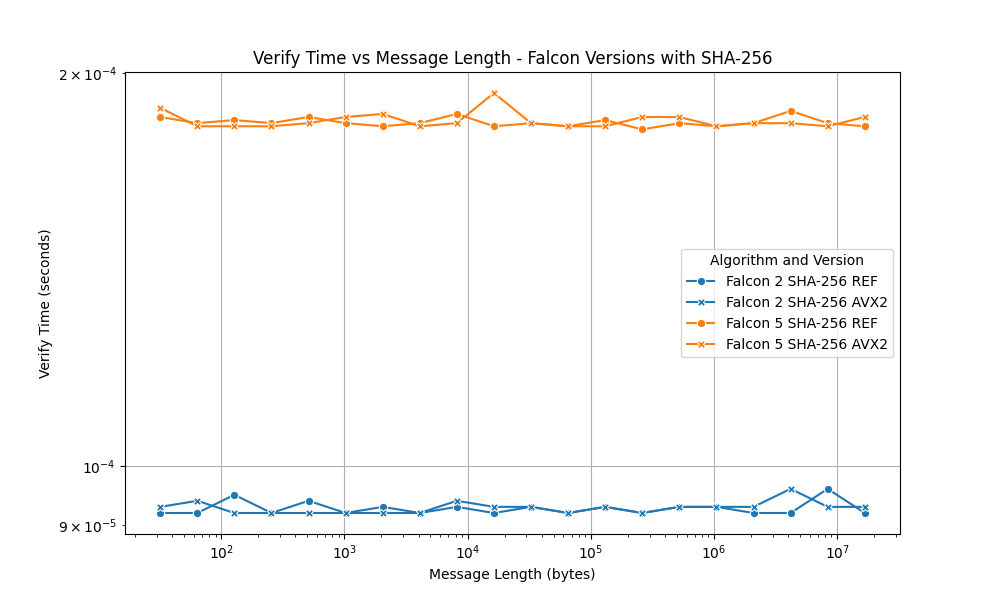 Verify Time vs Message Length - Falcon Versions with SHA-256
2 × 10⁻⁴
10⁻⁴
9 × 10⁻⁵
Verify Time (seconds)
Algorithm and Version
Falcon 2 SHA-256 REF
Falcon 2 SHA-256 AVX2
Falcon 5 SHA-256 REF
Falcon 5 SHA-256 AVX2
10² 10³ 10⁴ 10⁵ 10⁶ 10⁷
Message Length (bytes)